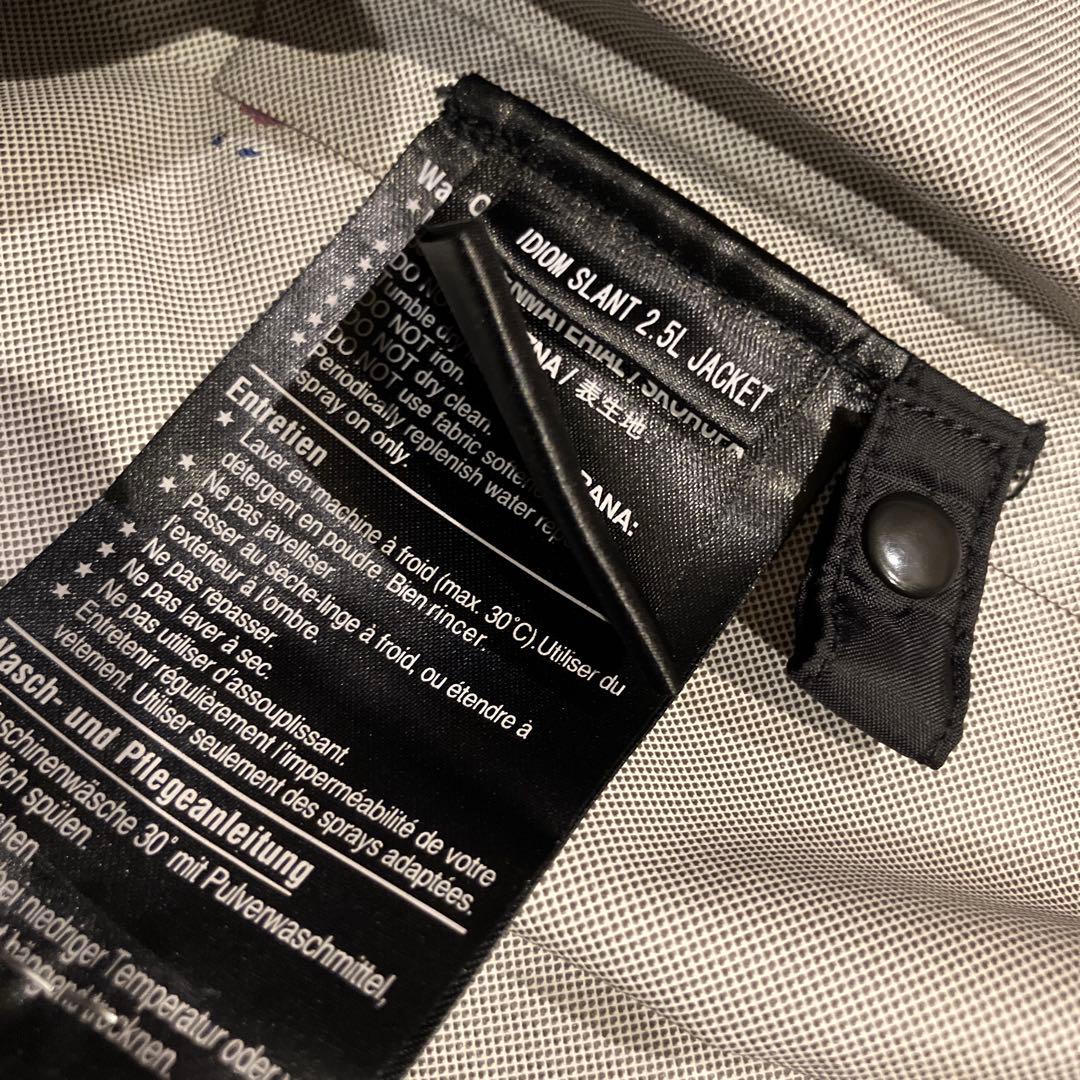 IDIOM SLANT 2.5L JACKET
表生地
DO NOT iron.
DO NOT dry clean.
DO NOT use fabric
Periodically replenish water
spray on only.
Entretien
★ Laver en machine à froid (max. 30°C). Utiliser du
détergent en poudre. Bien rincer.
★ Ne pas javelliser.
★ Passer au sèche-linge à froid, ou étendre à
l'extérieur à l'ombre.
★ Ne pas repasser.
★ Ne pas laver à sec.
★ Ne pas utiliser d'assouplissant.
★ Entretenir régulièrement l'imperméabilité de votre
vêtement. Utiliser seulement des sprays adaptées.
Wasch- und Pflegeanleitung
30° mit Pulverwaschmittel,
spülen.
niedriger Temperatur oder
trocknen.